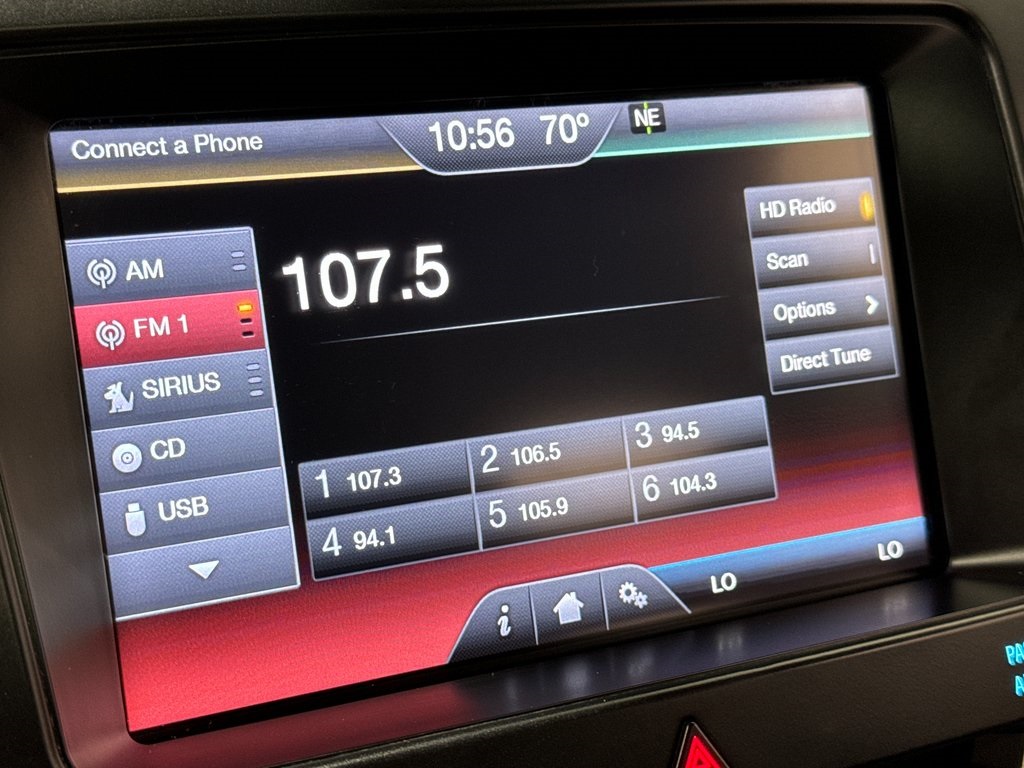 Connect a Phone
10:56 70°
NE
AM
FM 1
SIRIUS
CD
USB
107.5
HD Radio
Scan
Options
Direct Tune
1 107.3
2 106.5
3 94.5
4 94.1
5 105.9
6 104.3
i
LO
LO